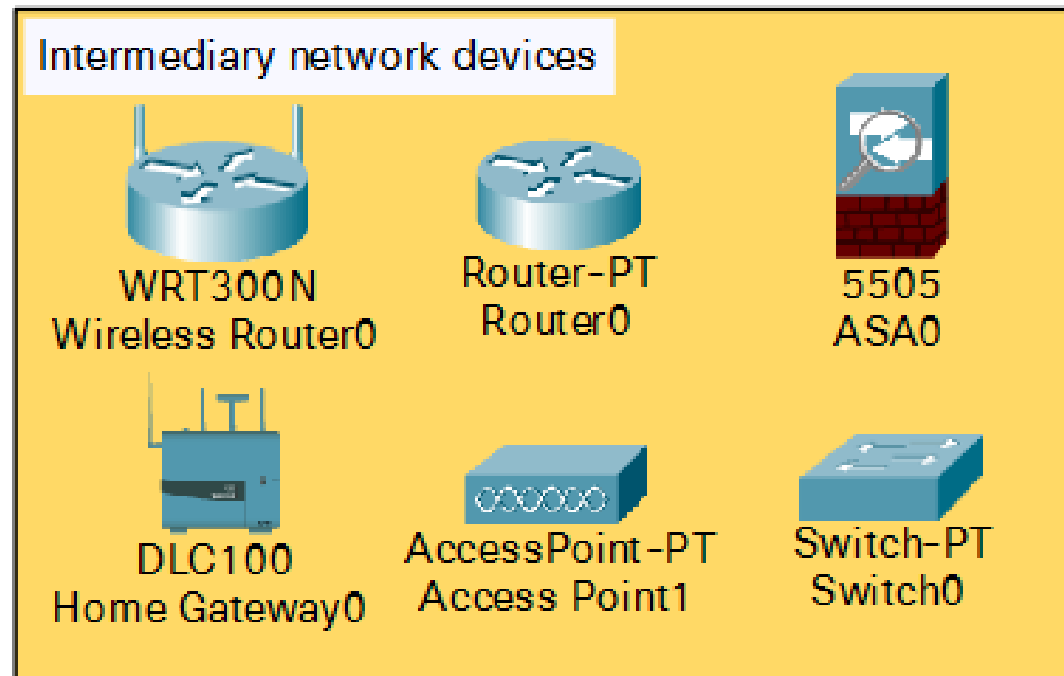 Intermediary network devices
WRT300N
Wireless Router0
Router-PT
Router0
5505
ASA0
DLC100
Home Gateway0
AccessPoint-PT
Access Point1
Switch-PT
Switch0